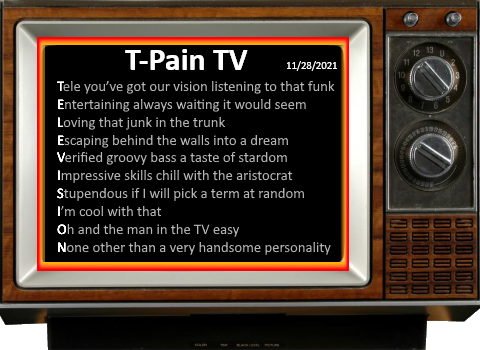 T-Pain TV
11/28/2021
Tele you've got our vision listening to that funk
Entertaining always waiting it would seem
Loving that junk in the trunk
Escaping behind the walls into a dream
Verified groovy bass a taste of stardom
Impressive skills chill with the aristocrat
Stupendous if I will pick a term at random
I'm cool with that
Oh and the man in the TV easy
None other than a very handsome personality